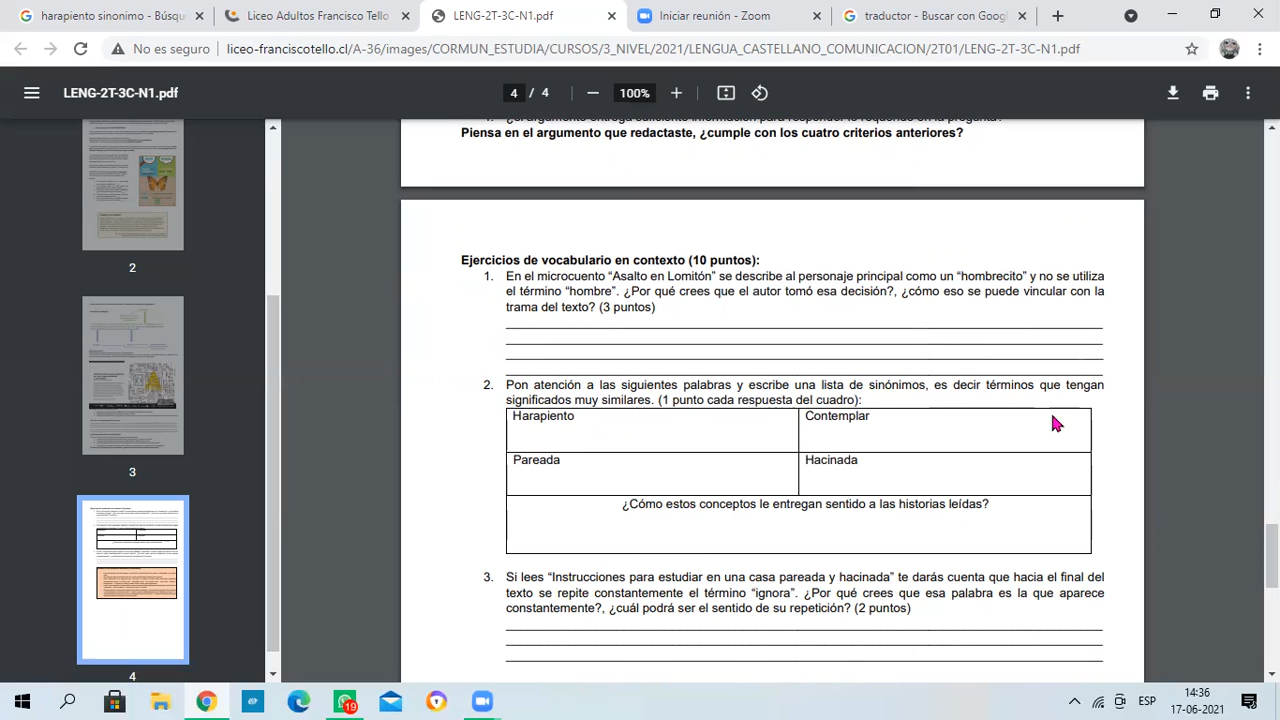 harapiento sinonimo - Búsqu
Liceo Adultos Francisco Tello
LENG-2T-3C-N1.pdf
Iniciar reunión - Zoom
traductor - Buscar con Googl
No es seguro | liceo-franciscotello.cl/A-36/images/CORMUN_ESTUDIA/CURSOS/3_NIVEL/2021/LENGUA_CASTELLANO_COMUNICACION/2T01/LENG-2T-3C-N1.pdf
LENG-2T-3C-N1.pdf
4 / 4
100%
2
3
4
Piensa en el argumento que redactaste, ¿cumple con los cuatro criterios anteriores?
Ejercicios de vocabulario en contexto (10 puntos):
1. En el microcuento “Asalto en Lomitón” se describe al personaje principal como un “hombrecito” y no se utiliza
el término “hombre”. ¿Por qué crees que el autor tomó esa decisión?, ¿cómo eso se puede vincular con la
trama del texto? (3 puntos)
2. Pon atención a las siguientes palabras y escribe una lista de sinónimos, es decir términos que tengan
significados muy similares. (1 punto cada respuesta del cuadro):
Harapiento
Contemplar
Pareada
Hacinada
¿Cómo estos conceptos le entregan sentido a las historias leídas?
3. Si lees “Instrucciones para estudiar en una casa pareada y hacinada” te darás cuenta que hacia el final del
texto se repite constantemente el término “ignora”. ¿Por qué crees que esa palabra es la que aparece
constantemente?, ¿cuál podrá ser el sentido de su repetición? (2 puntos)
19
ESP
14:36
17-06-2021